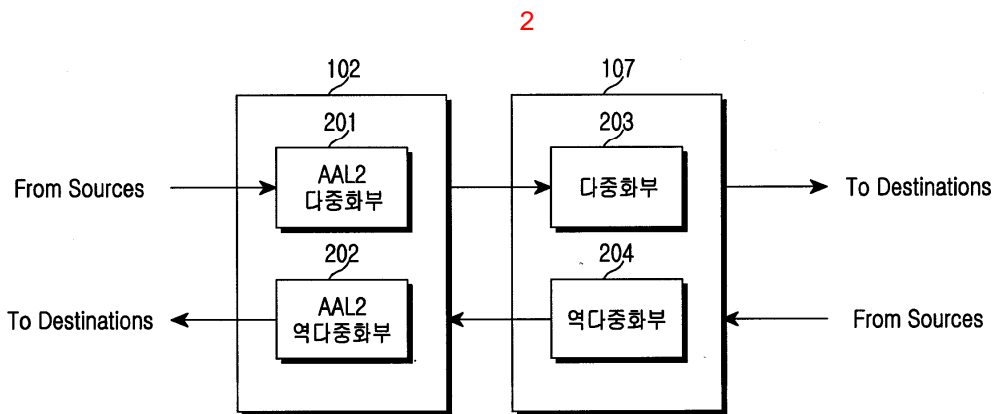 2
102
107
201
203
From Sources
AAL2
다중화부
다중화부
To Destinations
202
204
To Destinations
AAL2
역다중화부
역다중화부
From Sources